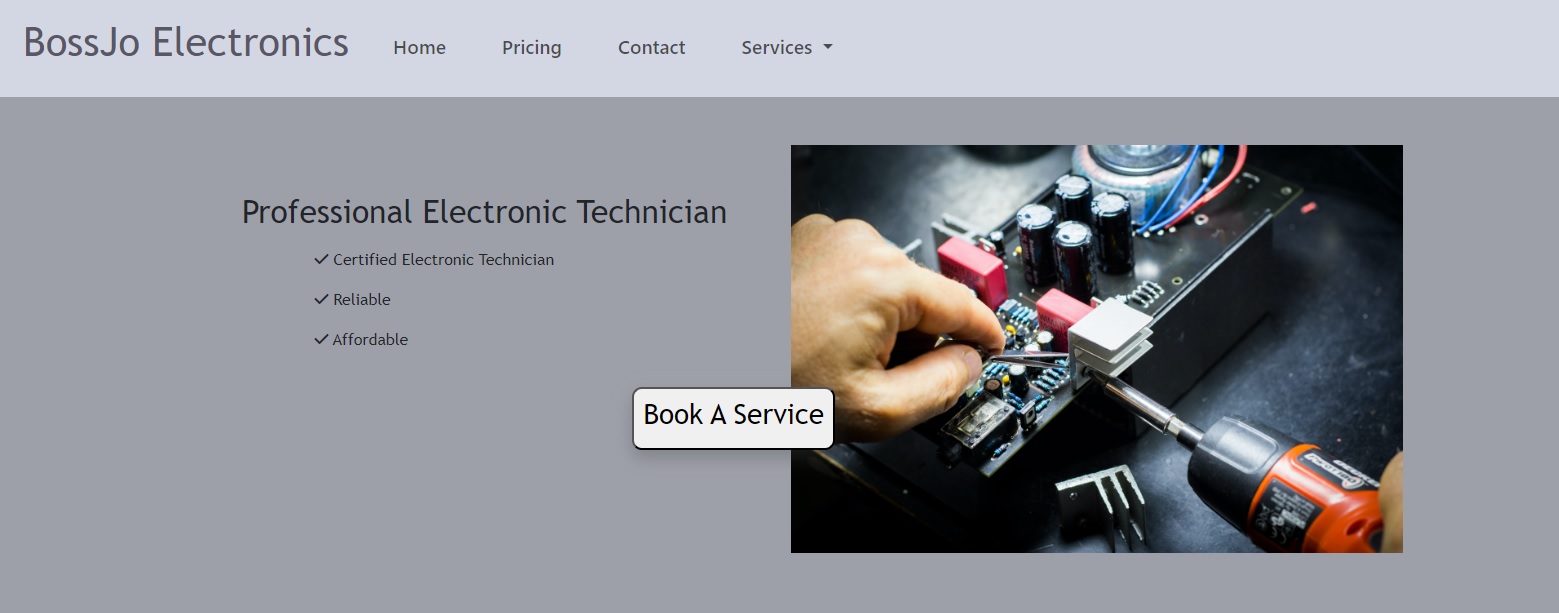 BossJo Electronics Home Pricing Contact Services
Professional Electronic Technician
Certified Electronic Technician
Reliable
Affordable
Book A Service